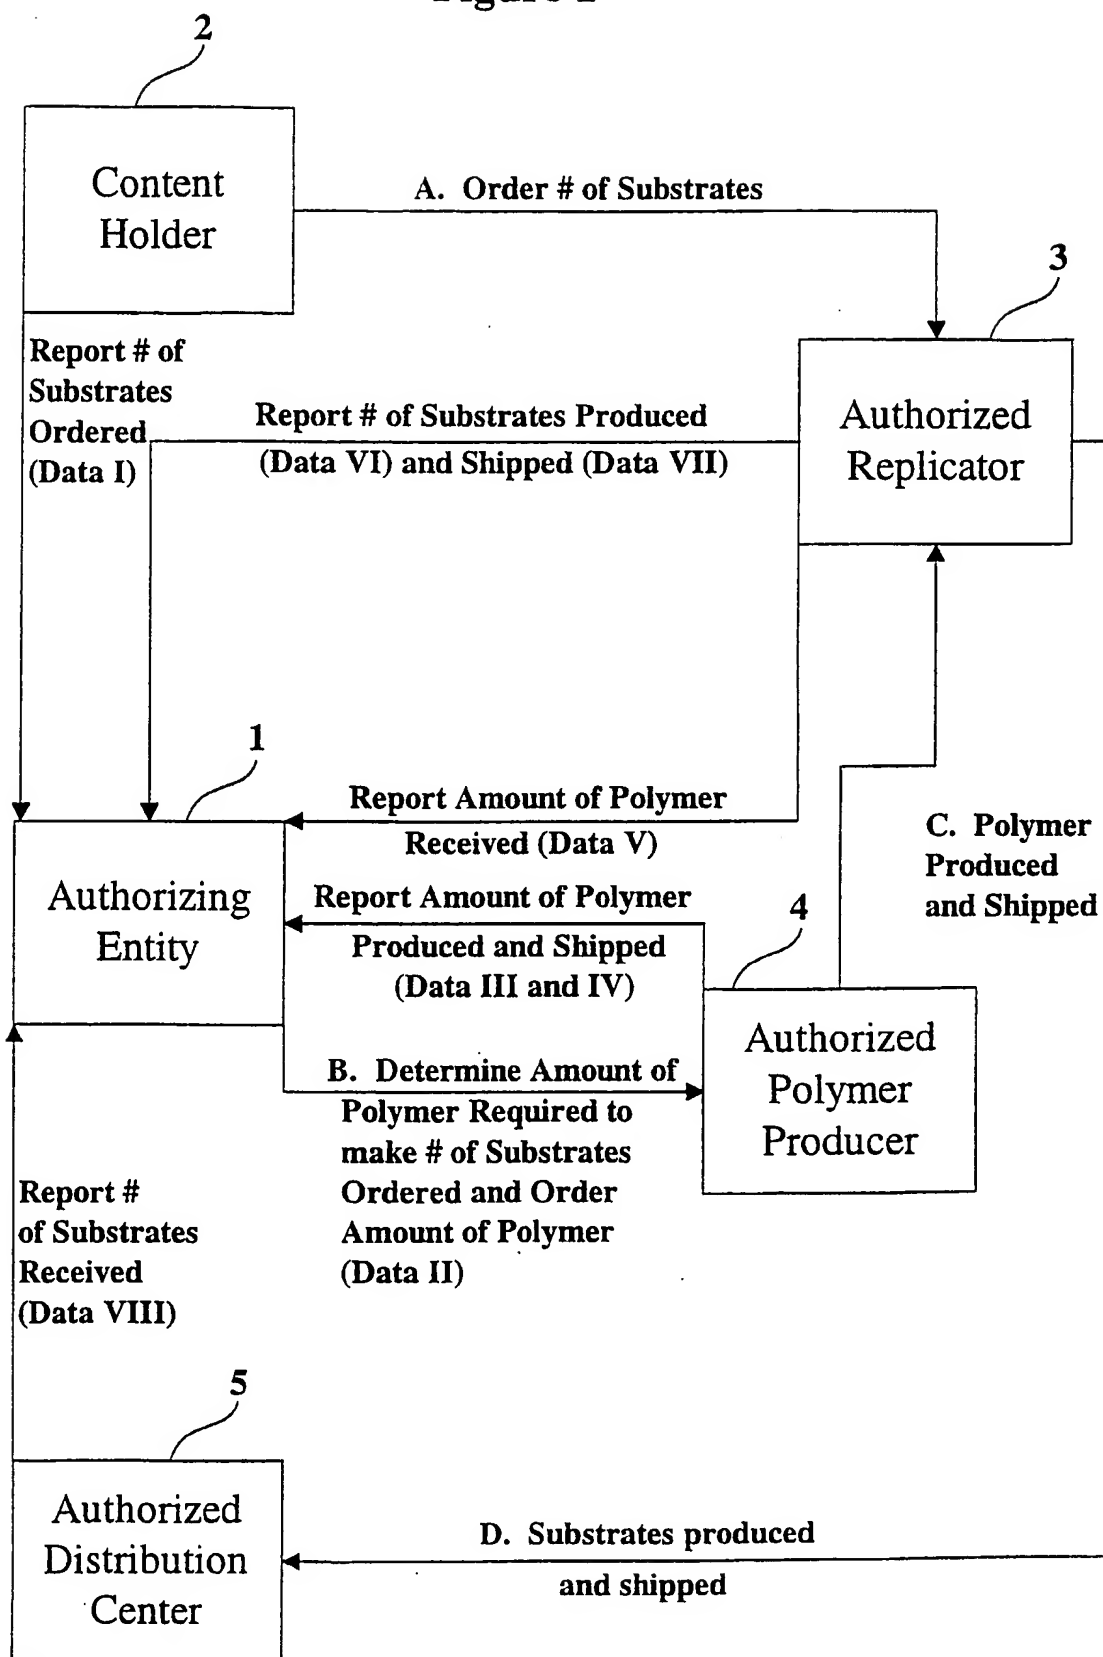 2
Content
Holder
A. Order # of Substrates
3
Report # of
Substrates
Ordered
(Data I)
Report # of Substrates Produced
(Data VI) and Shipped (Data VII)
Authorized
Replicator
1
Report Amount of Polymer
Received (Data V)
C. Polymer
Produced
and Shipped
Authorizing
Entity
Report Amount of Polymer
Produced and Shipped
(Data III and IV)
4
Authorized
Polymer
Producer
B. Determine Amount of
Polymer Required to
make # of Substrates
Ordered and Order
Amount of Polymer
(Data II)
Report #
of Substrates
Received
(Data VIII)
5
Authorized
Distribution
Center
D. Substrates produced
and shipped